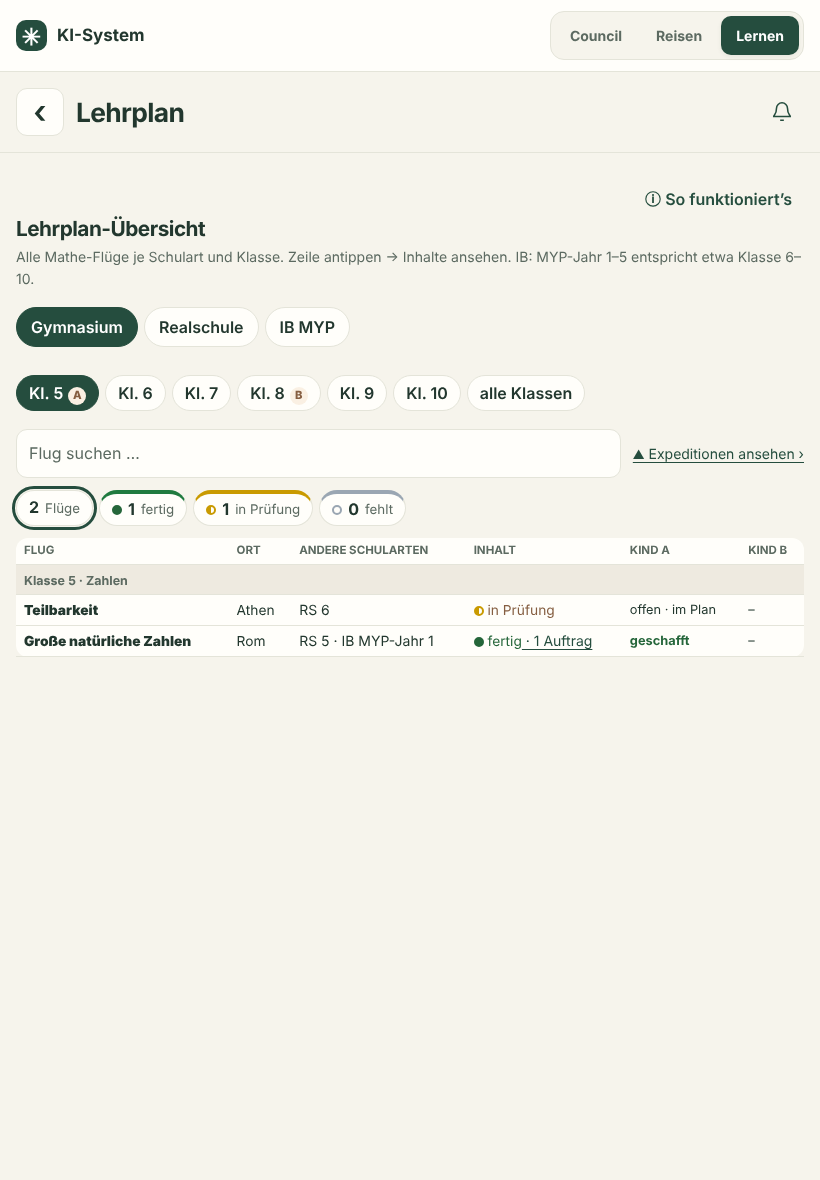 KI-System
Council Reisen Lernen
‹ Lehrplan
ⓘ So funktioniert’s
Lehrplan-Übersicht
Alle Mathe-Flüge je Schulart und Klasse. Zeile antippen → Inhalte ansehen. IB: MYP-Jahr 1–5 entspricht etwa Klasse 6–
10.
Gymnasium Realschule IB MYP
Kl. 5 A Kl. 6 Kl. 7 Kl. 8 B Kl. 9 Kl. 10 alle Klassen
Flug suchen … ▲ Expeditionen ansehen ›
2 Flüge 1 fertig 1 in Prüfung 0 fehlt
FLUG ORT ANDERE SCHULARTEN INHALT KIND A KIND B
Klasse 5 · Zahlen
Teilbarkeit Athen RS 6 in Prüfung offen · im Plan –
Große natürliche Zahlen Rom RS 5 · IB MYP-Jahr 1 fertig · 1 Auftrag geschafft –